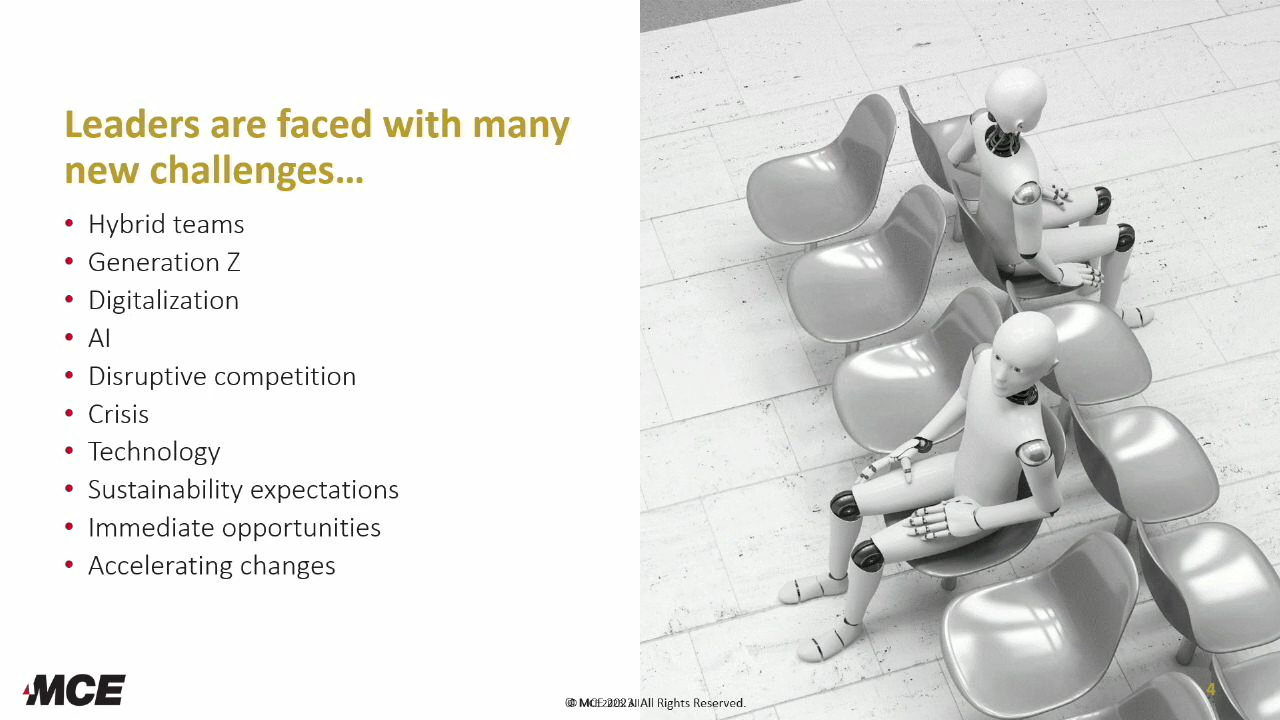 Leaders are faced with many
new challenges…
• Hybrid teams
• Generation Z
• Digitalization
• AI
• Disruptive competition
• Crisis
• Technology
• Sustainability expectations
• Immediate opportunities
• Accelerating changes
MCE
All Rights Reserved.
4